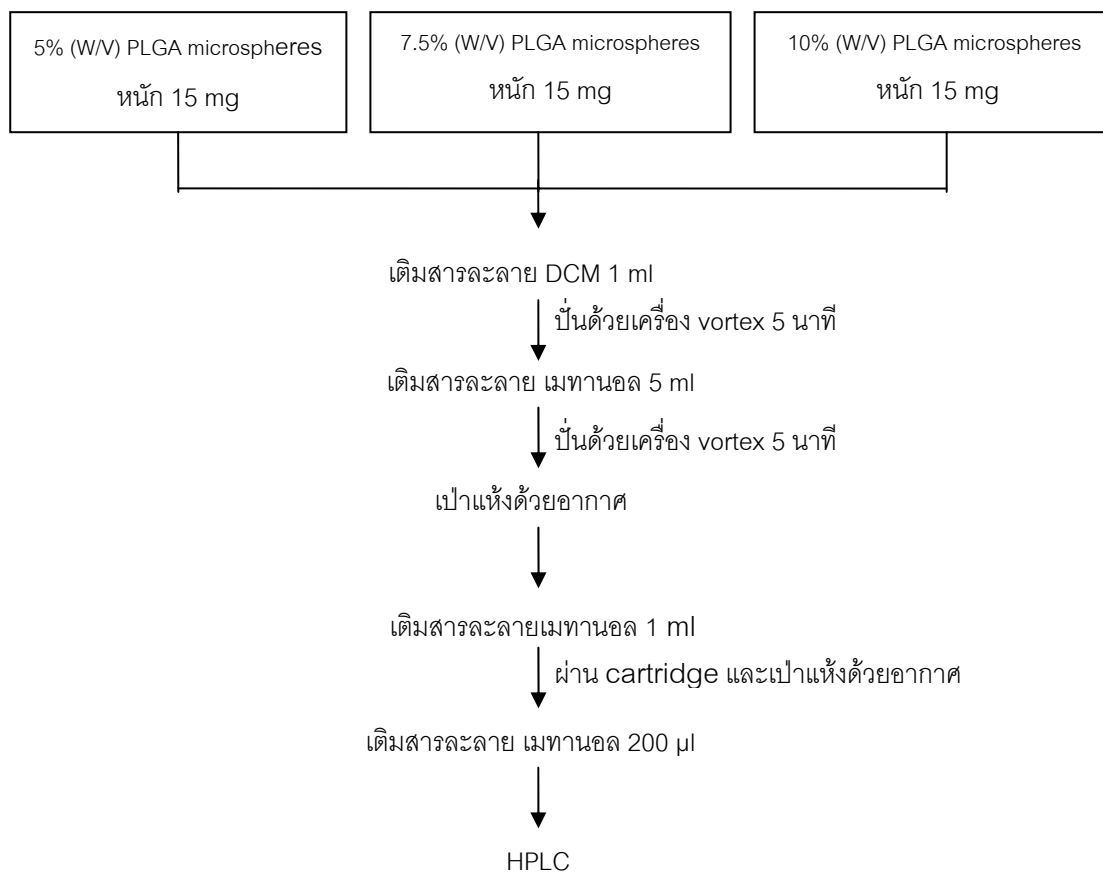 5% (W/V) PLGA microspheres
หนัก 15 mg
7.5% (W/V) PLGA microspheres
หนัก 15 mg
10% (W/V) PLGA microspheres
หนัก 15 mg
เติมสารละลาย DCM 1 ml
ปั่นด้วยเครื่อง vortex 5 นาที
เติมสารละลาย เมทานอล 5 ml
ปั่นด้วยเครื่อง vortex 5 นาที
เป่าแห้งด้วยอากาศ
เติมสารละลายเมทานอล 1 ml
ผ่าน cartridge และเป่าแห้งด้วยอากาศ
เติมสารละลาย เมทานอล 200 µl
HPLC